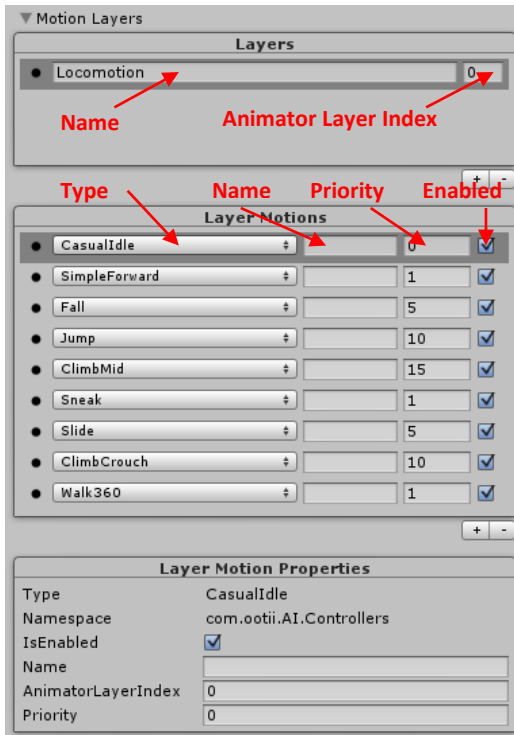 Motion Layers
Layers
Locomotion 0
Name Animator Layer Index
+ -
Type Name Priority Enabled
Layer Motions
CasualIdle 0
SimpleForward 1
Fall 5
Jump 10
ClimbMid 15
Sneak 1
Slide 5
ClimbCrouch 10
Walk360 1
+ -
Layer Motion Properties
Type CasualIdle
Namespace com.ootii.AI.Controllers
IsEnabled
Name
AnimatorLayerIndex 0
Priority 0